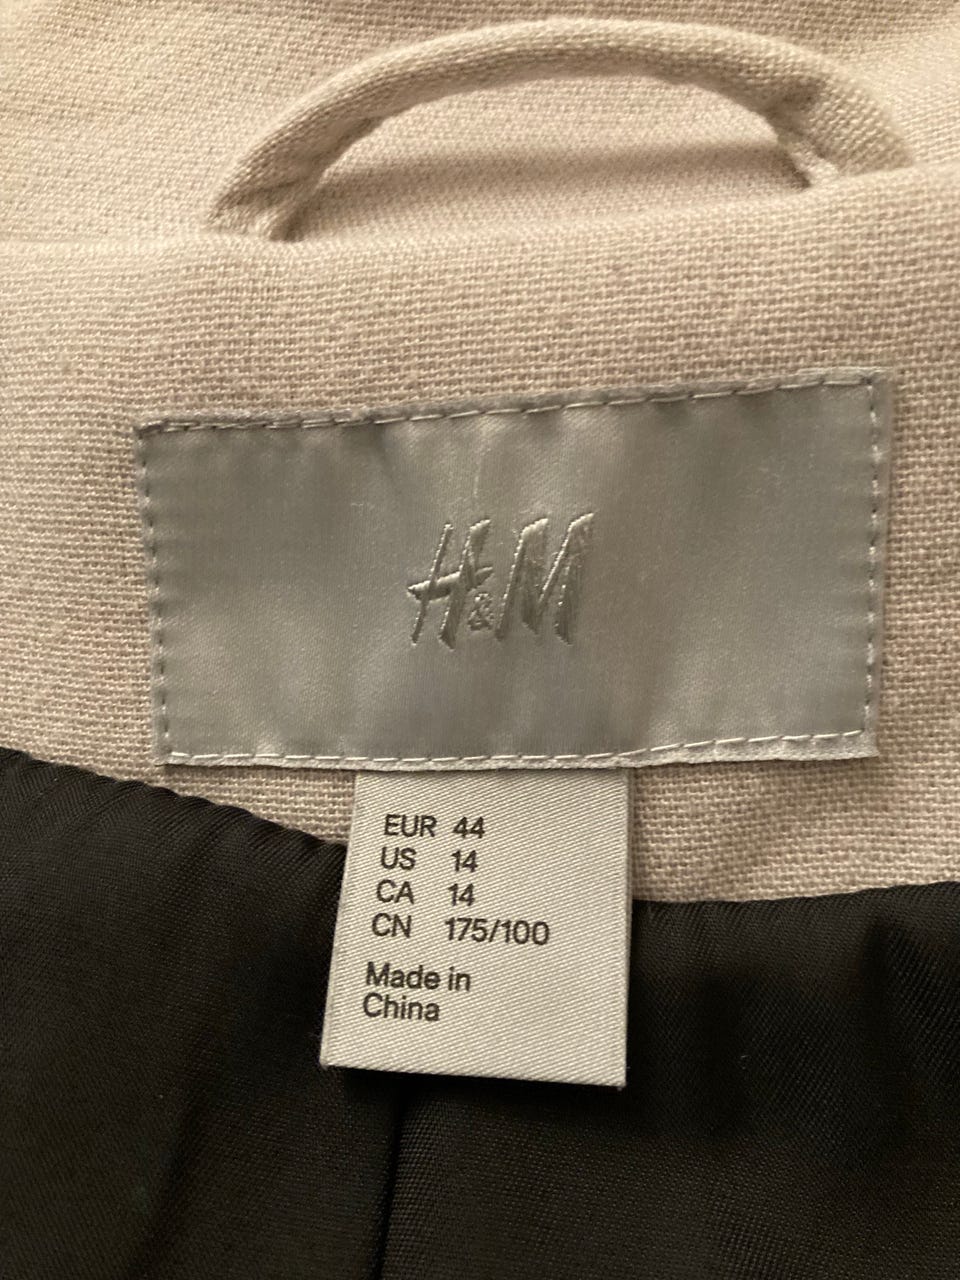 H&M
EUR 44
US 14
CA 14
CN 175/100
Made in
China